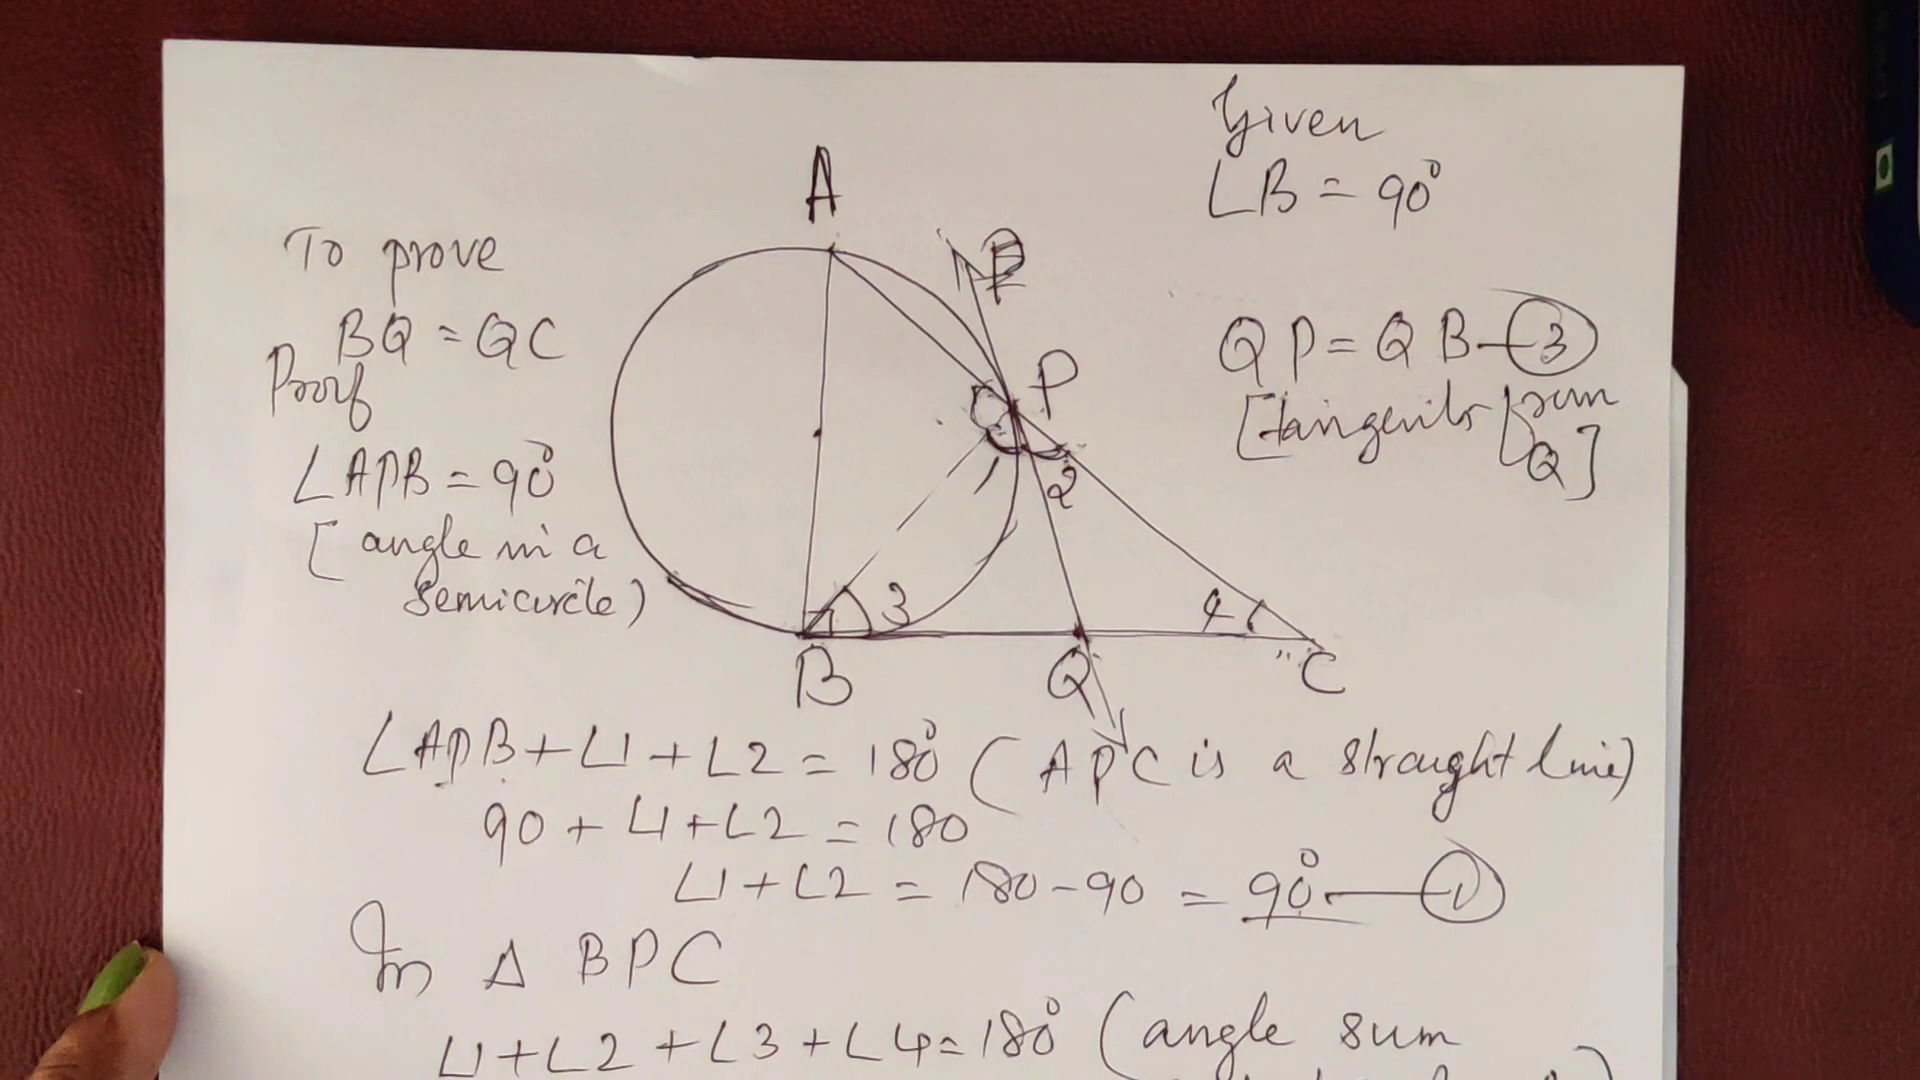 Given
∠B = 90°
To prove
BQ = QC
Proof
∠APB = 90°
[ angle in a
semicircle)
QP = QB — 3
[tangents from
Q]
A
P
2
3
4
B
Q
C
∠APB + ∠1 + ∠2 = 180° ( APC is a straught line)
90 + ∠1 + ∠2 = 180
∠1 + ∠2 = 180 - 90 = 90° — 1
In Δ BPC
∠1 + ∠2 + ∠3 + ∠4 = 180° (angle sum